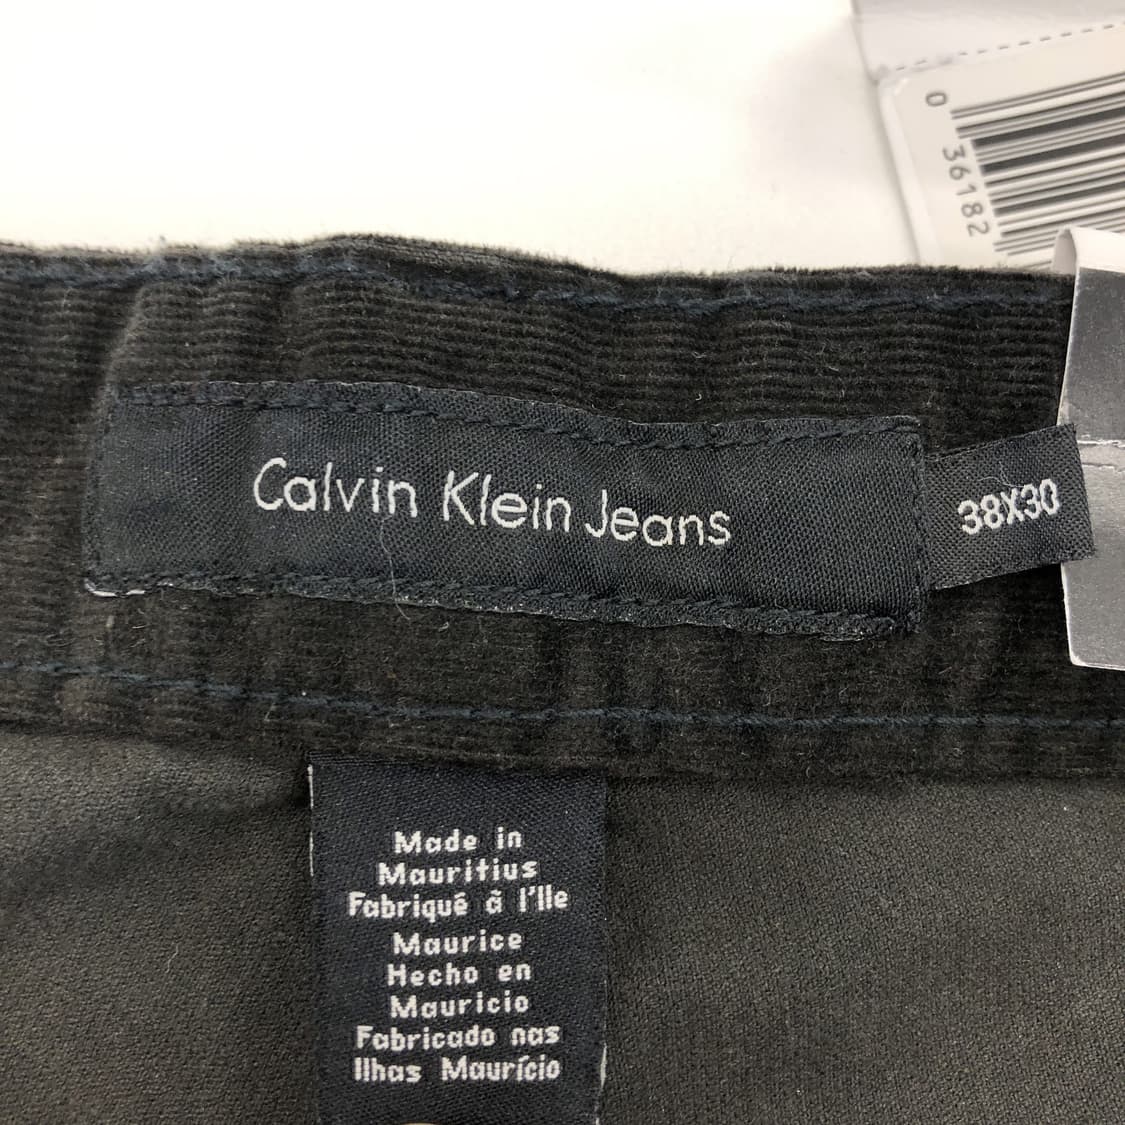 0 36182
Calvin Klein Jeans
38X30
Made in
Mauritius
Fabriqué à l'Ile
Maurice
Hecho en
Mauricio
Fabricado nas
Ilhas Maurício